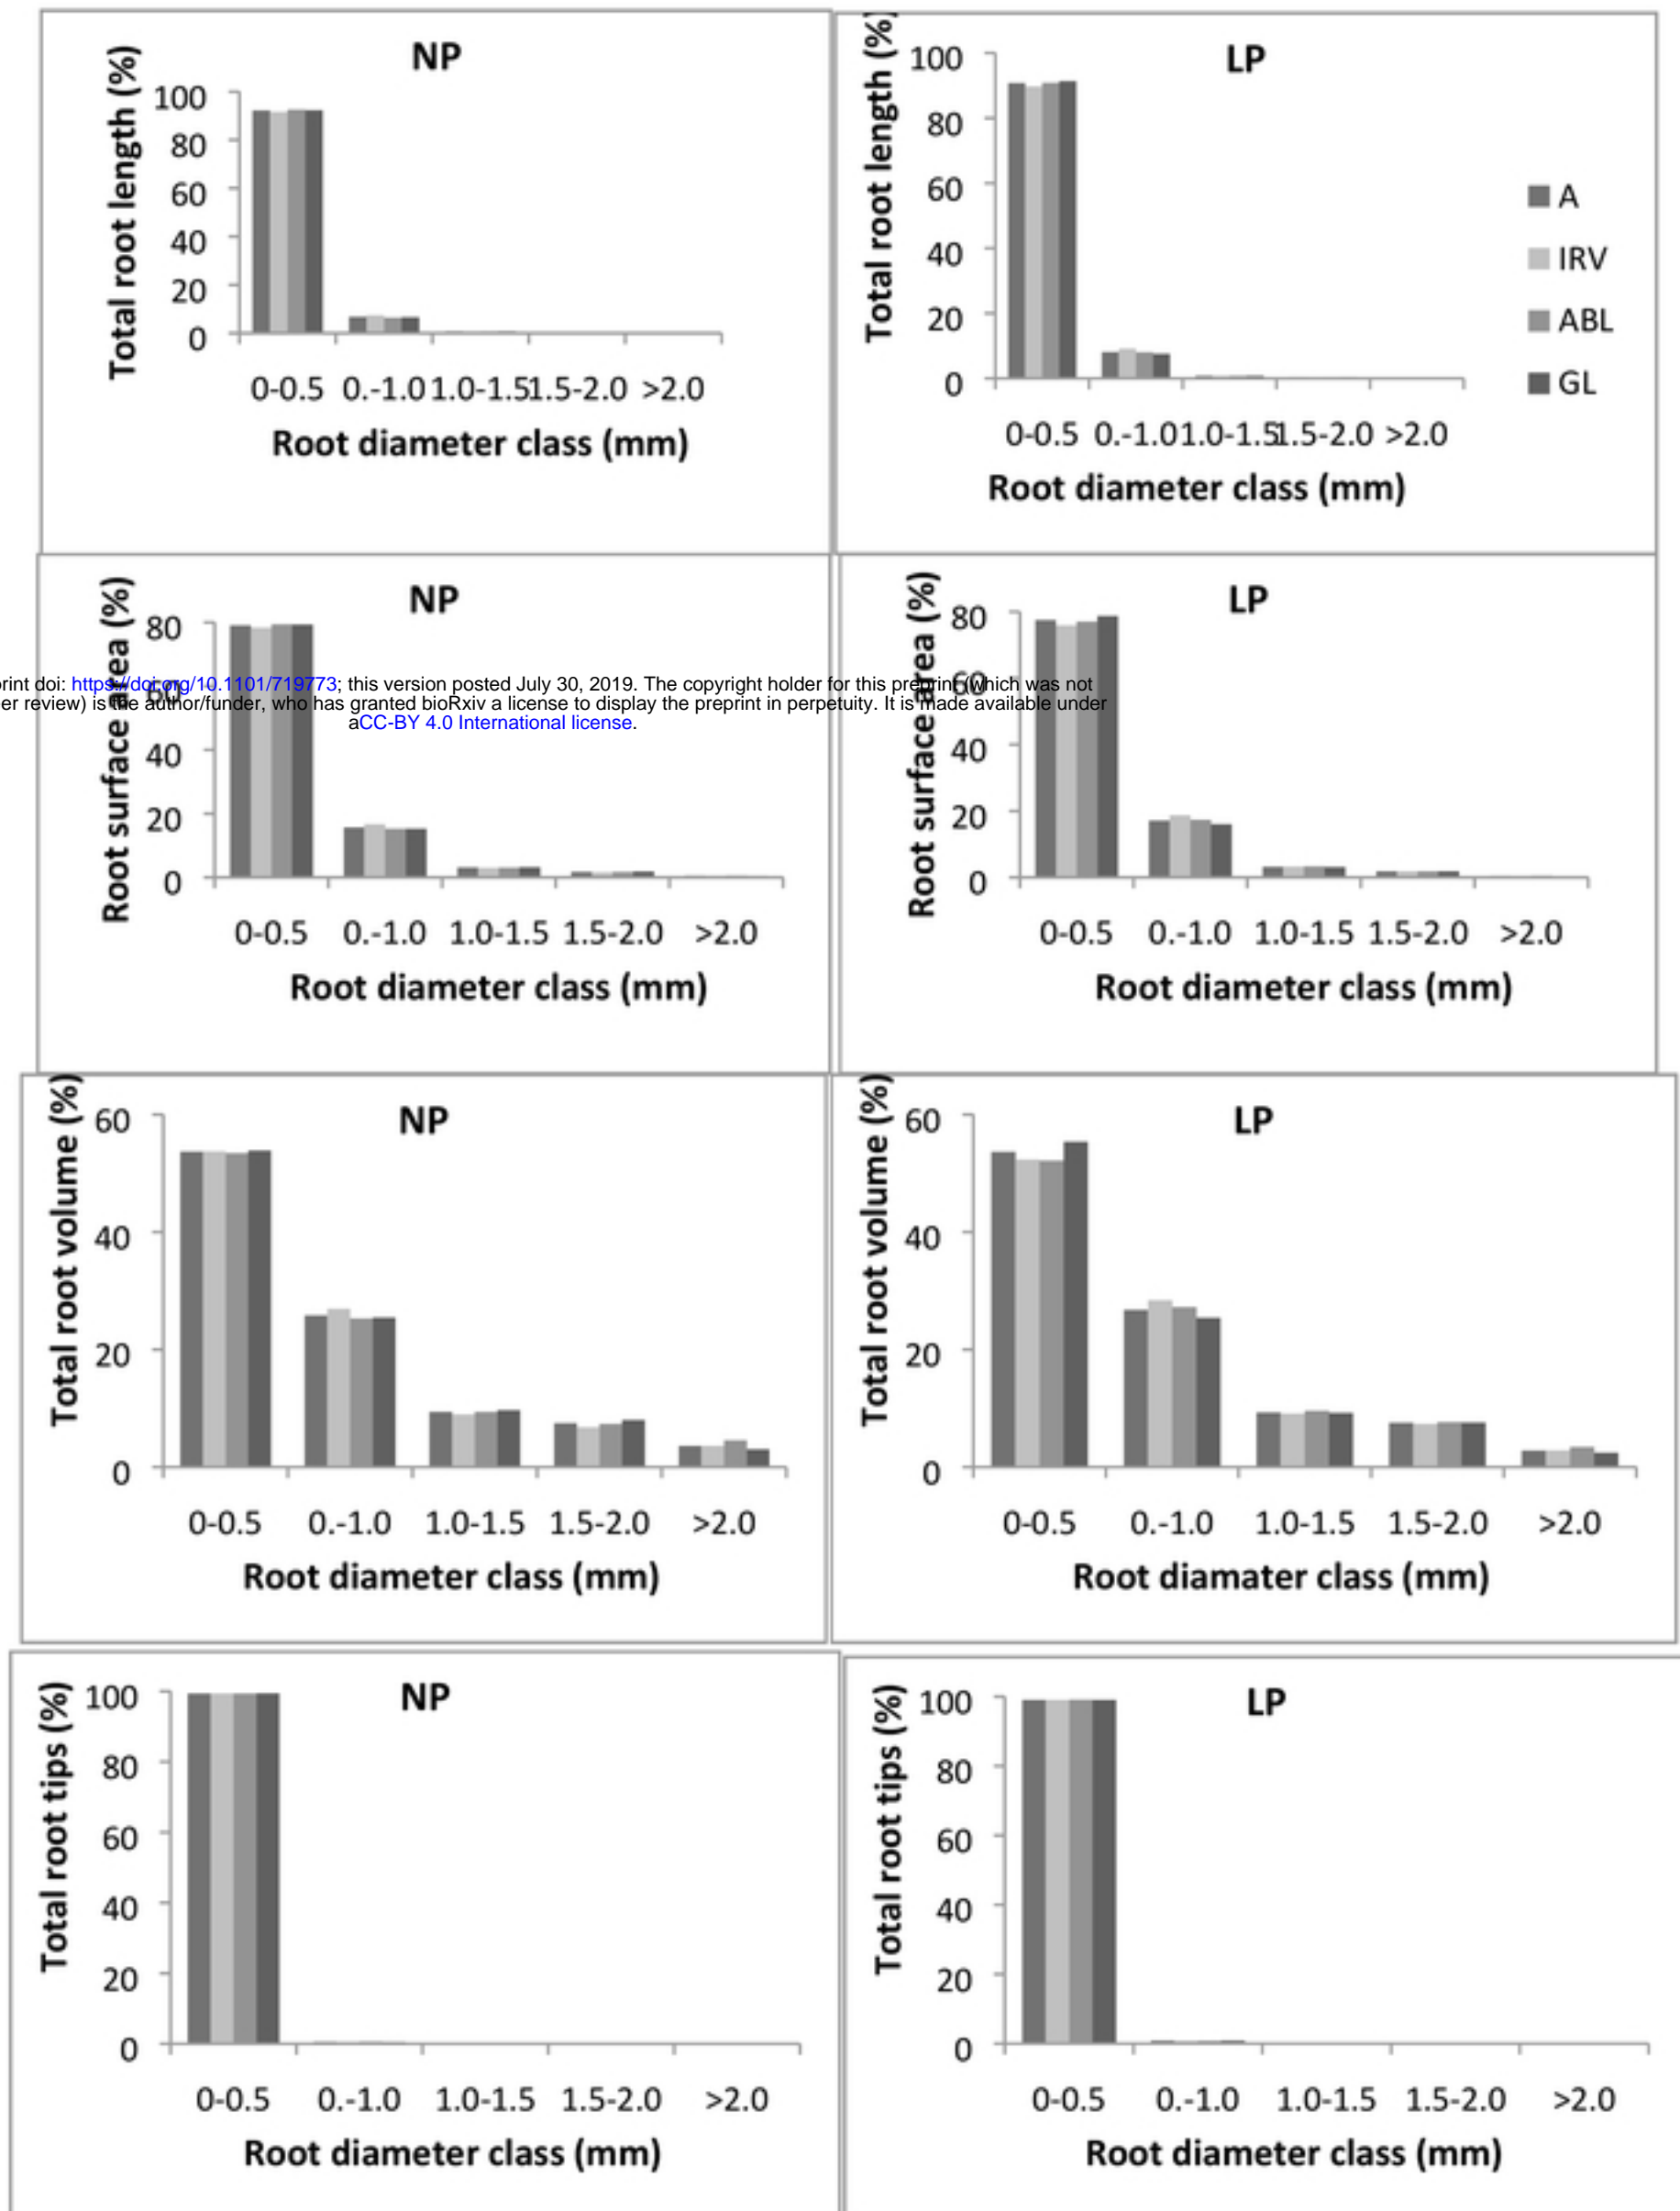 NP
Total root length (%)
100
80
60
40
20
0
0-0.5 0.-1.0 1.0-1.5 1.5-2.0 >2.0
Root diameter class (mm)
LP
Total root length (%)
100
80
60
40
20
0
0-0.5 0.-1.0 1.0-1.5 1.5-2.0 >2.0
Root diameter class (mm)
A
IRV
ABL
GL
NP
Root surface area (%)
80
60
40
20
0
0-0.5 0.-1.0 1.0-1.5 1.5-2.0 >2.0
Root diameter class (mm)
LP
Root surface area (%)
80
60
40
20
0
0-0.5 0.-1.0 1.0-1.5 1.5-2.0 >2.0
Root diameter class (mm)
rint doi: https://doi.org/10.1101/719773; this version posted July 30, 2019. The copyright holder for this preprint (which was not
er review) is the author/funder, who has granted bioRxiv a license to display the preprint in perpetuity. It is made available under
aCC-BY 4.0 International license.
NP
Total root volume (%)
60
40
20
0
0-0.5 0.-1.0 1.0-1.5 1.5-2.0 >2.0
Root diameter class (mm)
LP
Total root volume (%)
60
40
20
0
0-0.5 0.-1.0 1.0-1.5 1.5-2.0 >2.0
Root diamater class (mm)
NP
Total root tips (%)
100
80
60
40
20
0
0-0.5 0.-1.0 1.0-1.5 1.5-2.0 >2.0
Root diameter class (mm)
LP
Total root tips (%)
100
80
60
40
20
0
0-0.5 0.-1.0 1.0-1.5 1.5-2.0 >2.0
Root diameter class (mm)